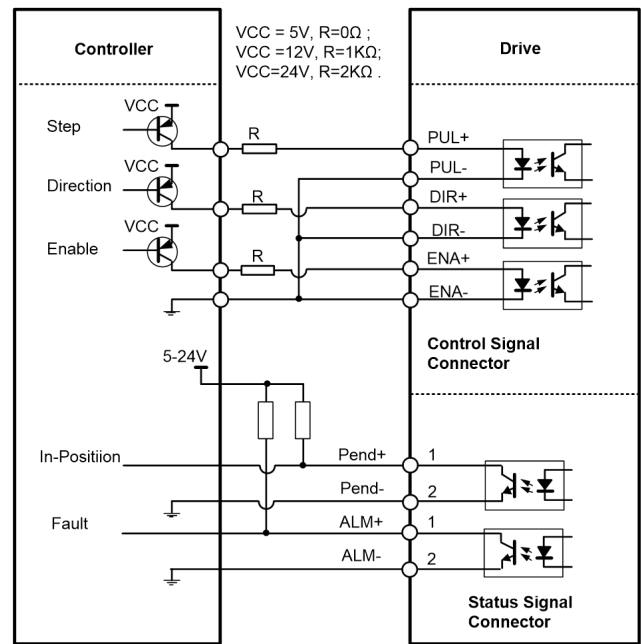 Controller
VCC = 5V, R=0Ω ;
VCC =12V, R=1KΩ;
VCC=24V, R=2KΩ .
Drive
VCC
Step
R
PUL+
PUL-
VCC
Direction
R
DIR+
DIR-
VCC
Enable
R
ENA+
ENA-
Control Signal
Connector
5-24V
In-Positiion
Pend+
1
Pend-
2
Fault
ALM+
1
ALM-
2
Status Signal
Connector